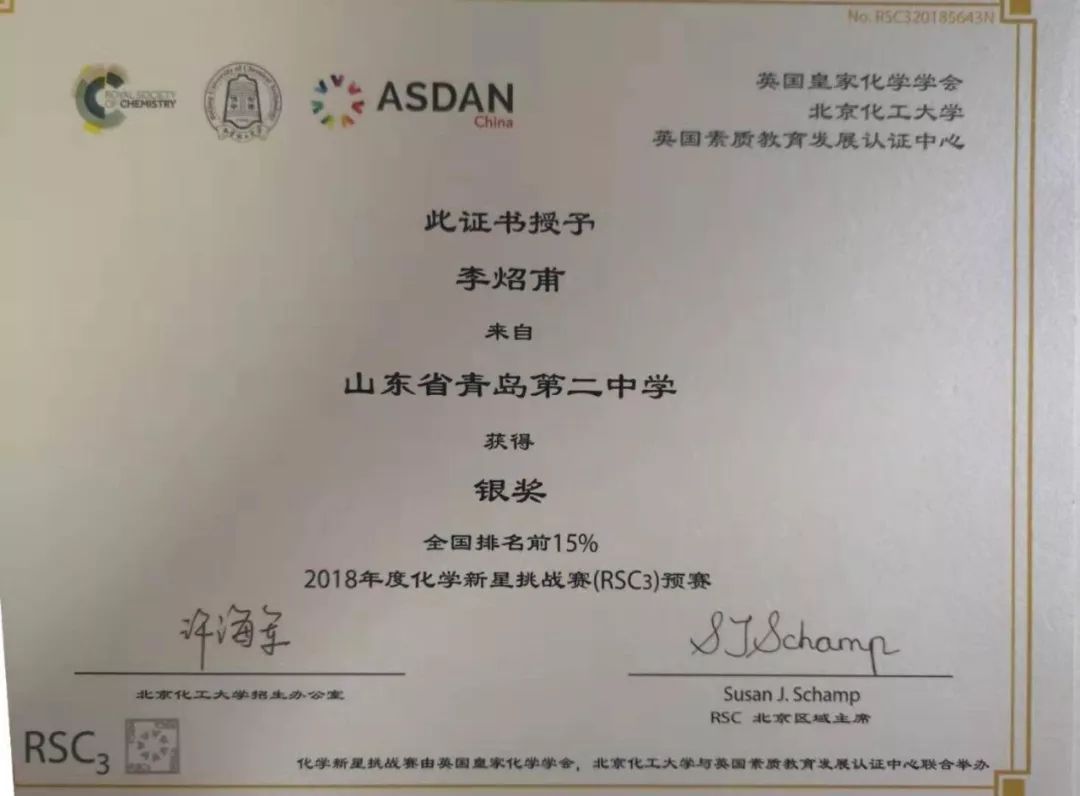 No. RSC320185643N
ROYAL SOCIETY
OF CHEMISTRY
ASDAN
China
英国皇家化学学会
北京化工大学
英国素质教育发展认证中心
此证书授予
李炤甫
来自
山东省青岛第二中学
获得
银奖
全国排名前15%
2018年度化学新星挑战赛(RSC3)预赛
许海军
SJSchamp
北京化工大学招生办公室
Susan J. Schamp
RSC 北京区域主席
RSC3
化学新星挑战赛由英国皇家化学学会，北京化工大学与英国素质教育发展认证中心联合举办